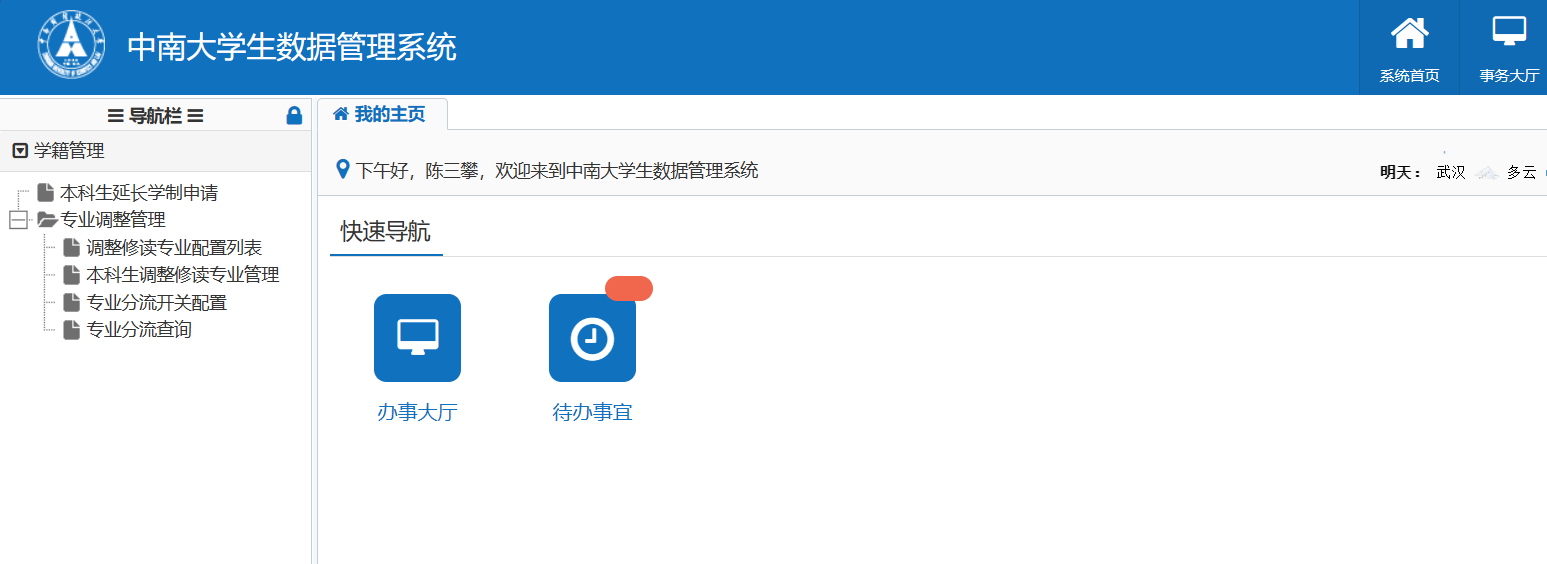 中南大学生数据管理系统
系统首页
事务大厅
导航栏
我的主页
学籍管理
下午好，陈三攀，欢迎来到中南大学生数据管理系统
明天： 武汉 多云
本科生延长学制申请
专业调整管理
调整修读专业配置列表
本科生调整修读专业管理
专业分流开关配置
专业分流查询
快速导航
办事大厅
待办事宜